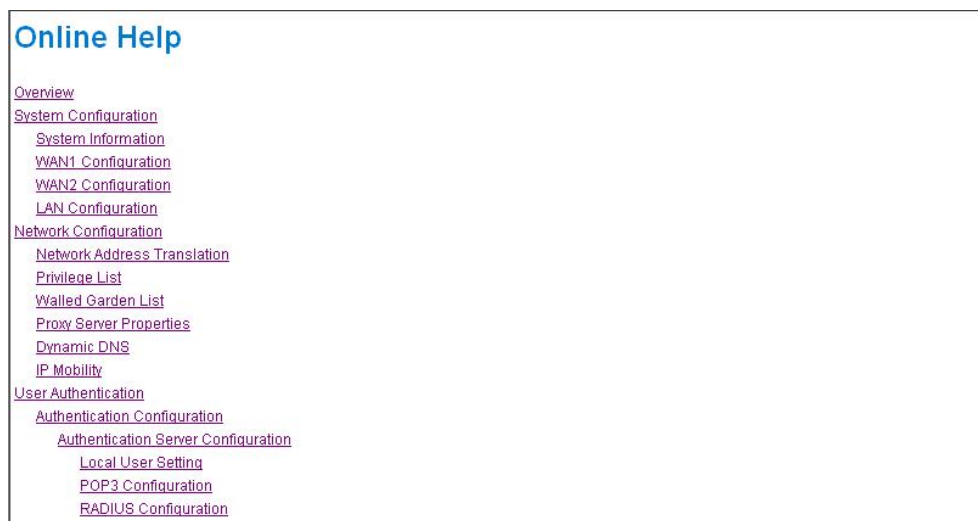 Online Help
Overview
System Configuration
System Information
WAN1 Configuration
WAN2 Configuration
LAN Configuration
Network Configuration
Network Address Translation
Privilege List
Walled Garden List
Proxy Server Properties
Dynamic DNS
IP Mobility
User Authentication
Authentication Configuration
Authentication Server Configuration
Local User Setting
POP3 Configuration
RADIUS Configuration